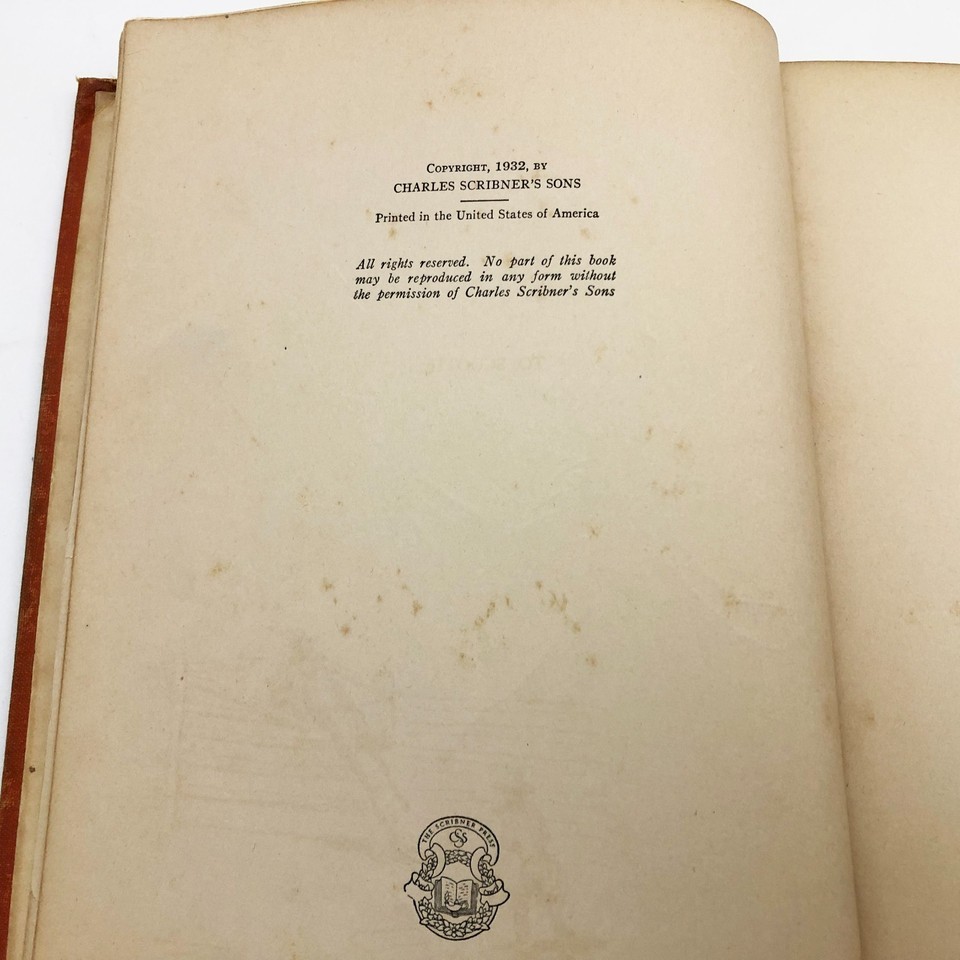 COPYRIGHT, 1932, BY
CHARLES SCRIBNER'S SONS
Printed in the United States of America
All rights reserved. No part of this book
may be reproduced in any form without
the permission of Charles Scribner's Sons
THE SCRIBNER PRESS
CSS